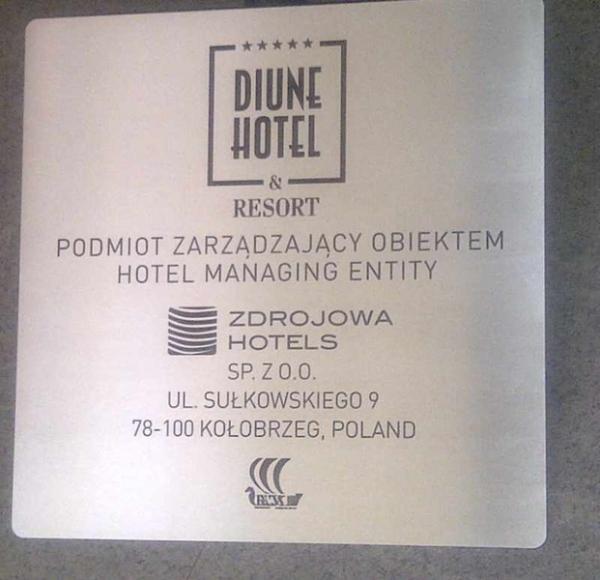 ★★★★★
DIUNE
HOTEL
&
RESORT
PODMIOT ZARZĄDZAJĄCY OBIEKTEM
HOTEL MANAGING ENTITY
ZDROJOWA
HOTELS
SP. Z O.O.
UL. SUŁKOWSKIEGO 9
78-100 KOŁOBRZEG, POLAND